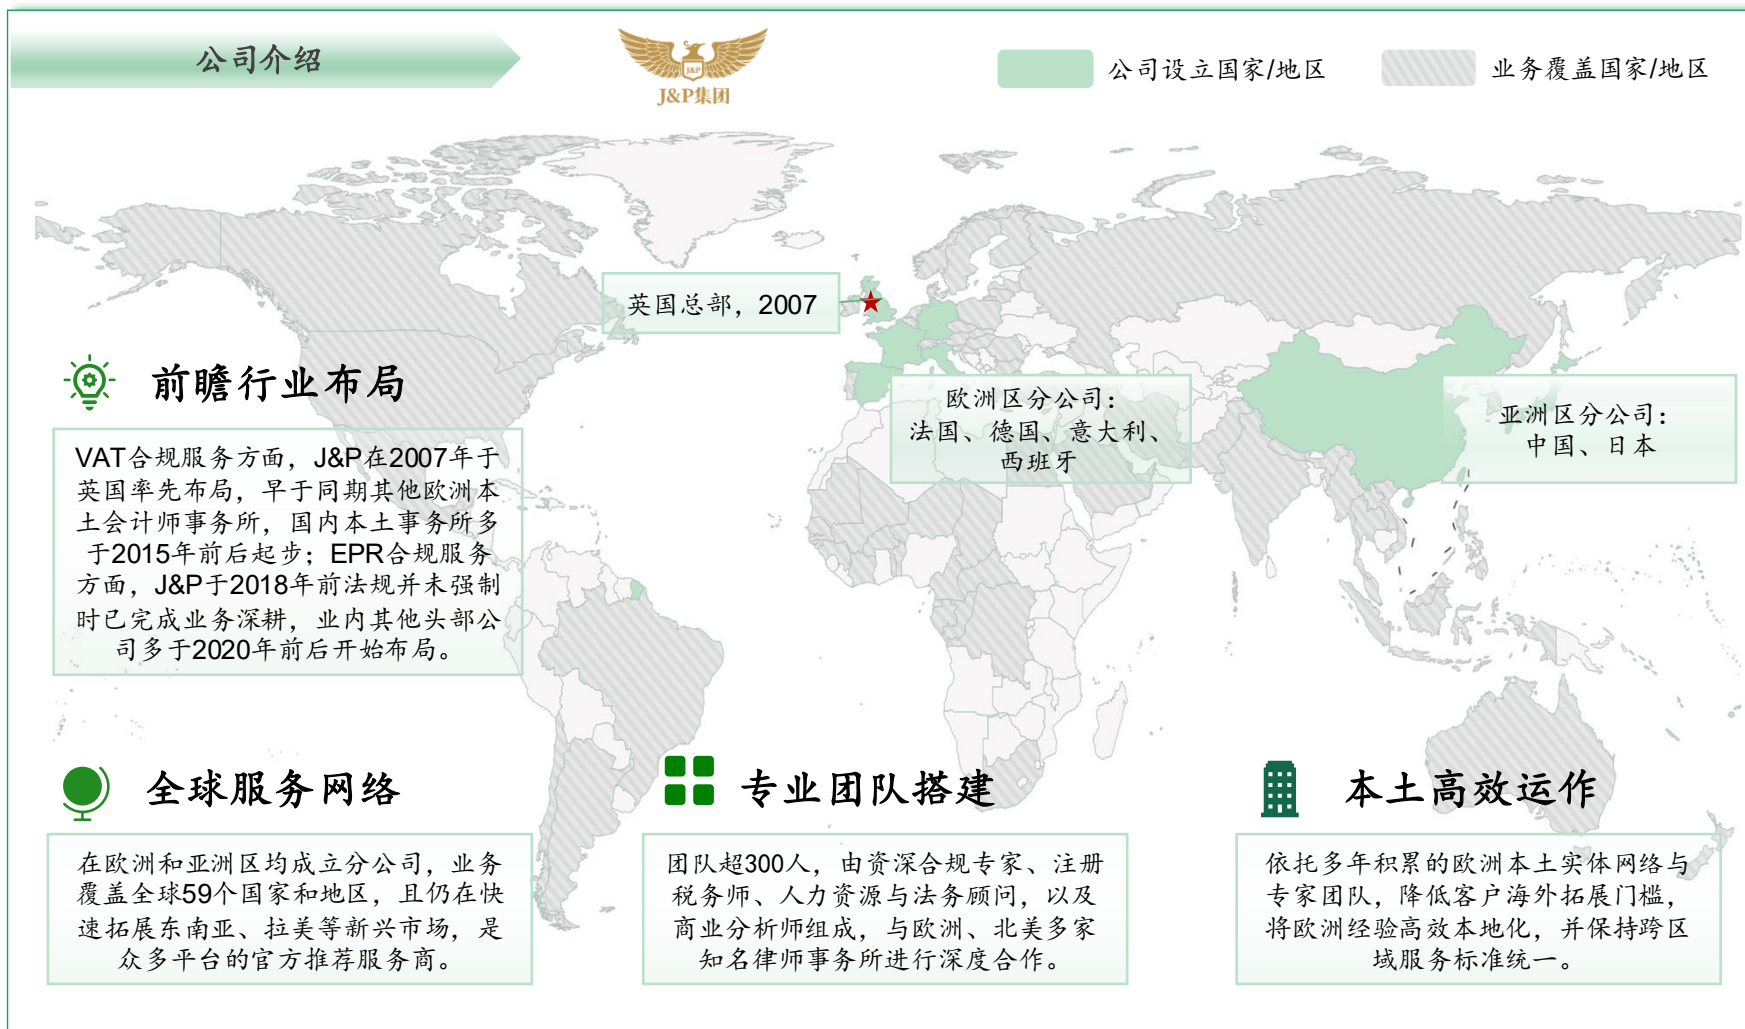 公司介绍
J&P
J&P集团
公司设立国家/地区
业务覆盖国家/地区
英国总部，2007
欧洲区分公司：
法国、德国、意大利、
西班牙
亚洲区分公司：
中国、日本
前瞻行业布局
VAT合规服务方面，J&P在2007年于
英国率先布局，早于同期其他欧洲本
土会计师事务所，国内本土事务所多
于2015年前后起步；EPR合规服务
方面，J&P于2018年前法规并未强制
时已完成业务深耕，业内其他头部公
司多于2020年前后开始布局。
全球服务网络
在欧洲和亚洲区均成立分公司，业务
覆盖全球59个国家和地区，且仍在快
速拓展东南亚、拉美等新兴市场，是
众多平台的官方推荐服务商。
专业团队搭建
团队超300人，由资深合规专家、注册
税务师、人力资源与法务顾问，以及
商业分析师组成，与欧洲、北美多家
知名律师事务所进行深度合作。
本土高效运作
依托多年积累的欧洲本土实体网络与
专家团队，降低客户海外拓展门槛，
将欧洲经验高效本地化，并保持跨区
域服务标准统一。